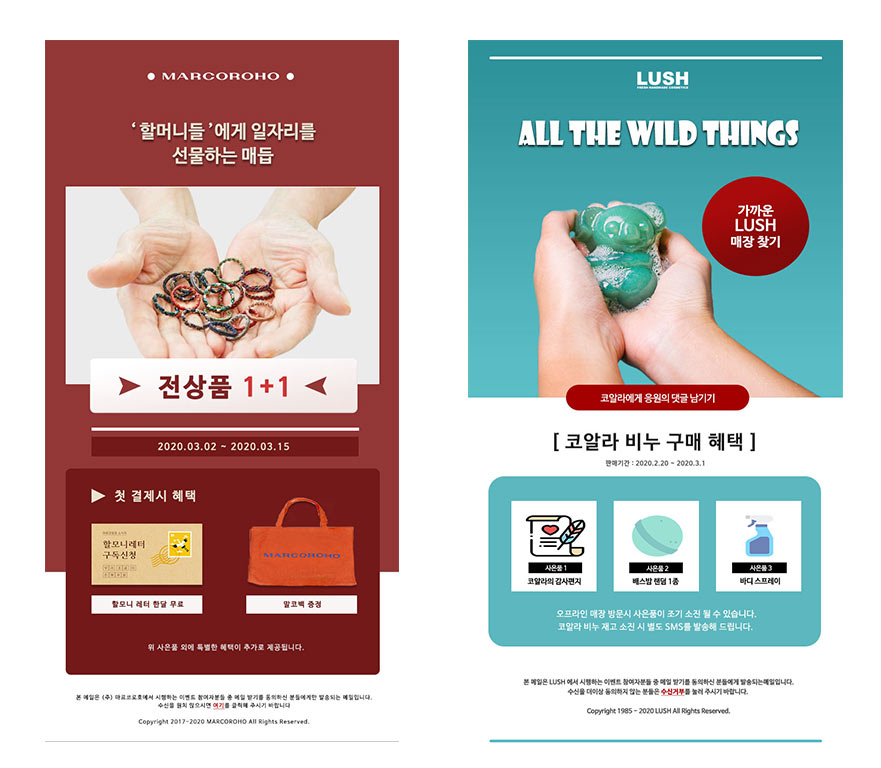 MARCOROHO
‘할머니들’에게 일자리를
선물하는 매듭
전상품 1+1
2020.03.02 ~ 2020.03.15
첫 결제시 혜택
할모니레터
구독신청
MARCOROHO
할모니 레터 한달 무료
말코백 증정
위 사은품 외에 특별한 혜택이 추가로 제공됩니다.
본 메일은 (주) 마르코로호에서 시행하는 이벤트 참여자분들 중 메일 받기를 동의하신 분들에게만 발송되는 메일입니다.
수신을 원치 않으시면 여기를 클릭해 주시기 바랍니다
Copyright 2017-2020 MARCOROHO All Rights Reserved.
LUSH
FRESH HANDMADE COSMETICS
ALL THE WILD THINGS
가까운
LUSH
매장 찾기
코알라에게 응원의 댓글 남기기
[ 코알라 비누 구매 혜택 ]
판매기간 : 2020.2.20 ~ 2020.3.1
사은품 1
코알라의 감사편지
사은품 2
배스밤 랜덤 1종
사은품 3
바디 스프레이
오프라인 매장 방문시 사은품이 조기 소진 될 수 있습니다.
코알라 비누 재고 소진 시 별도 SMS를 발송해 드립니다.
본 메일은 LUSH 에서 시행하는 이벤트 참여자분들 중 메일 받기를 동의하신 분들에게 발송되는메일입니다.
수신을 더이상 동의하지 않는 분들은 수신거부를 눌러 주시기 바랍니다.
Copyright 1985 - 2020 LUSH All Rights Reserved.